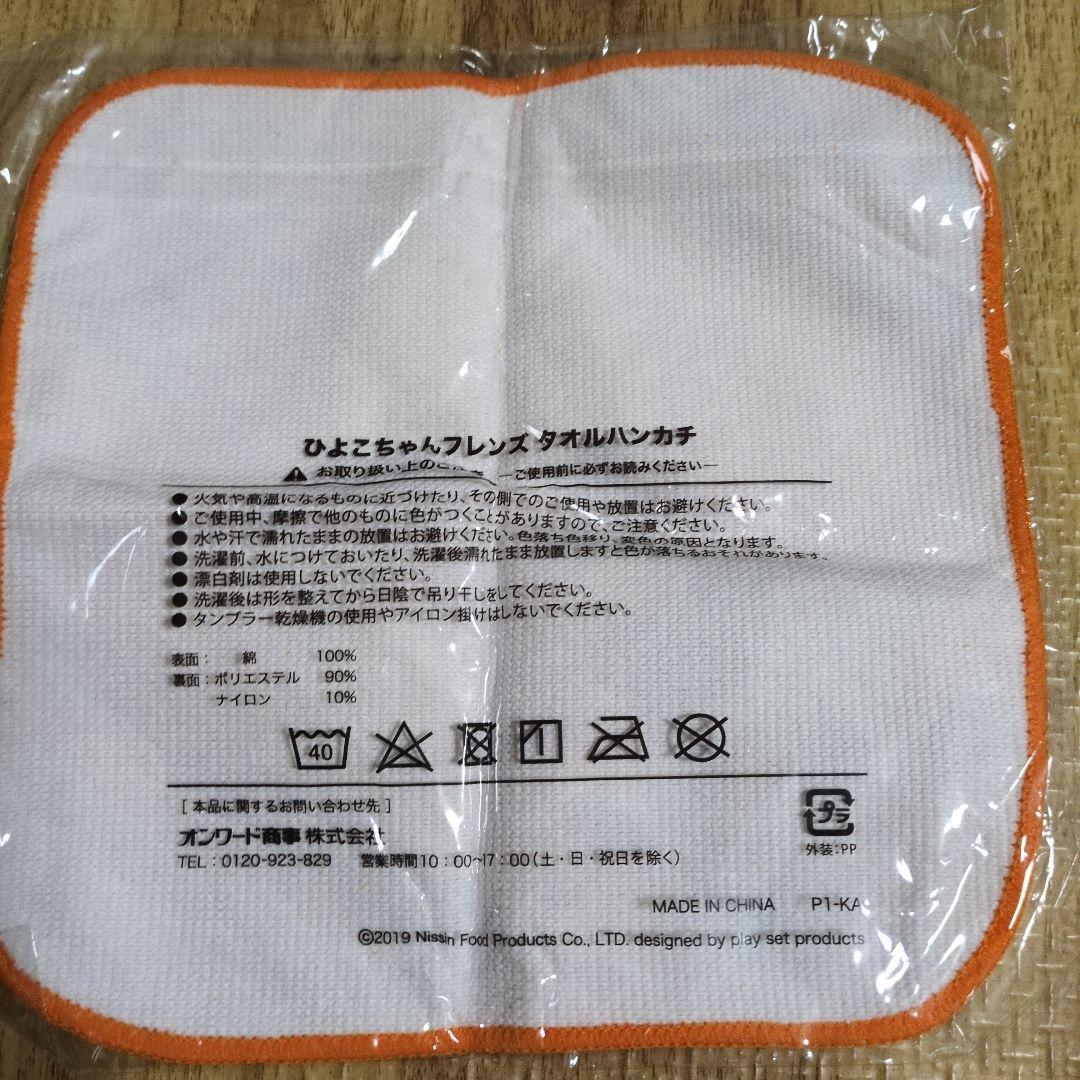 ひよこちゃんフレンズ タオルハンカチ
お取り扱い上のご注意 ―ご使用前に必ずお読みください―
●火気や高温になるものに近づけたり、その側でのご使用や放置はお避けください。
●ご使用中、摩擦で他のものに色がつくことがありますので、ご注意ください。
●水や汗で濡れたままの放置はお避けください。色落ち色移り、変色の原因となります。
●洗濯前、水につけておいたり、洗濯後濡れたまま放置しますと色が落ちるおそれがあります。
●漂白剤は使用しないでください。
●洗濯後は形を整えてから日陰で吊り干しをしてください。
●タンブラー乾燥機の使用やアイロン掛けはしないでください。
表面： 綿 100%
裏面：ポリエステル 90%
ナイロン 10%
40
[ 本品に関するお問い合わせ先 ]
オンワード商事 株式会社
TEL：0120-923-829 営業時間10：00~17：00(土・日・祝日を除く)
プラ
外装：PP
MADE IN CHINA P1-KA
©2019 Nissin Food Products Co., LTD. designed by play set products